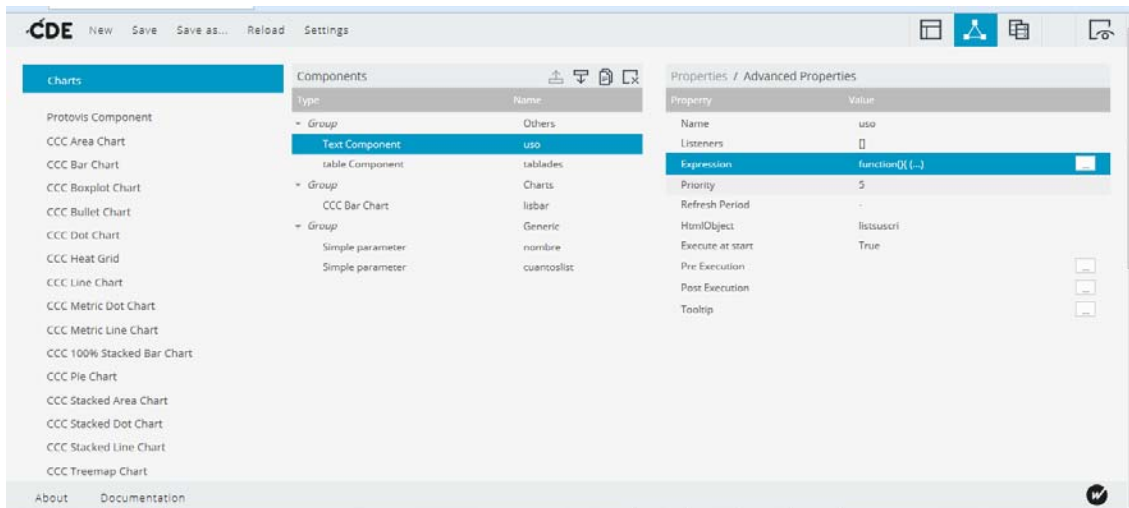 CDE New Save Save as... Reload Settings
Charts
Protovis Component
CCC Area Chart
CCC Bar Chart
CCC Boxplot Chart
CCC Bullet Chart
CCC Dot Chart
CCC Heat Grid
CCC Line Chart
CCC Metric Dot Chart
CCC Metric Line Chart
CCC 100% Stacked Bar Chart
CCC Pie Chart
CCC Stacked Area Chart
CCC Stacked Dot Chart
CCC Stacked Line Chart
CCC Treemap Chart
Components
Type Name
Group Others
Text Component uso
table Component tablades
Group Charts
CCC Bar Chart lisbar
Group Generic
Simple parameter nombre
Simple parameter cuantoslist
Properties / Advanced Properties
Property Value
Name uso
Listeners []
Expression function(){ (...) ...
Priority 5
Refresh Period -
HtmlObject listsuscri
Execute at start True
Pre Execution ...
Post Execution ...
Tooltip ...
About Documentation